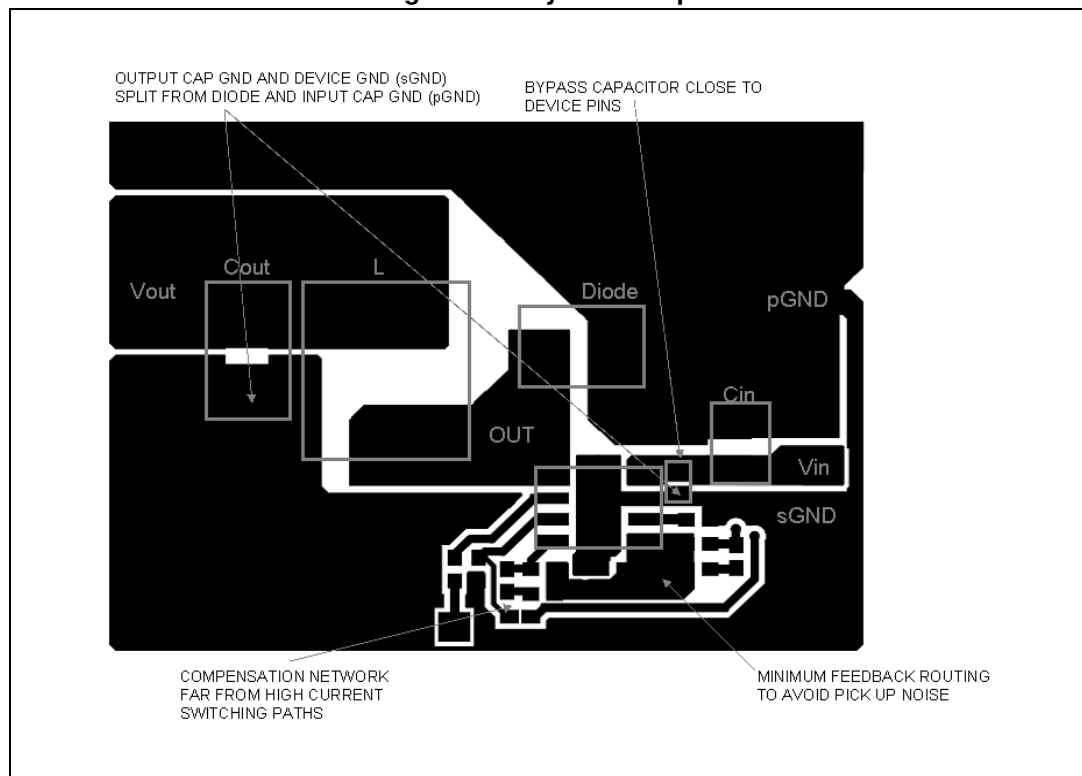 OUTPUT CAP GND AND DEVICE GND (sGND)
SPLIT FROM DIODE AND INPUT CAP GND (pGND)
BYPASS CAPACITOR CLOSE TO
DEVICE PINS
Cout
L
Vout
Diode
pGND
Cin
OUT
Vin
sGND
COMPENSATION NETWORK
FAR FROM HIGH CURRENT
SWITCHING PATHS
MINIMUM FEEDBACK ROUTING
TO AVOID PICK UP NOISE